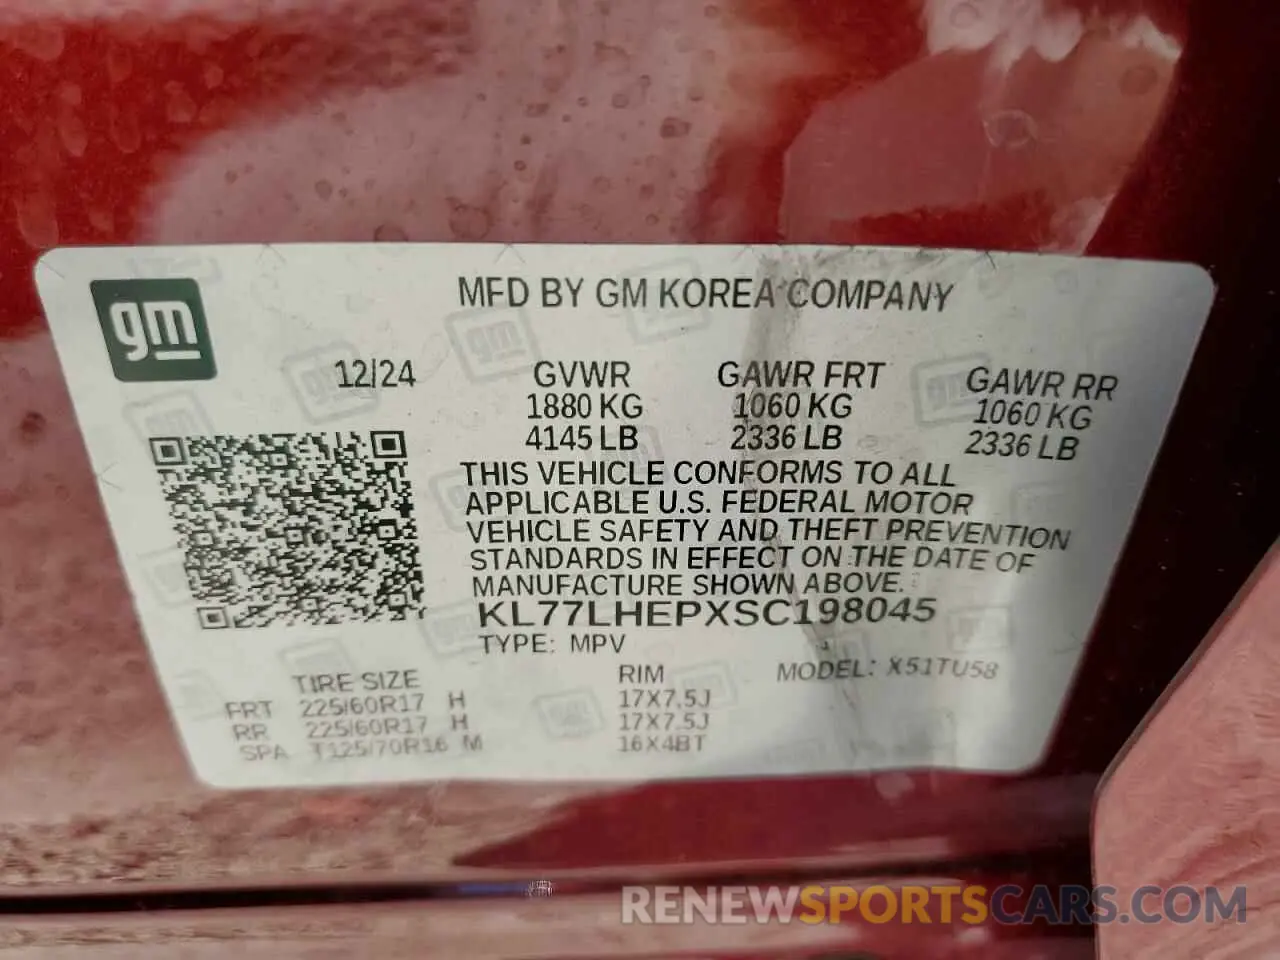 gm
MFD BY GM KOREA COMPANY
12/24
GVWR GAWR FRT GAWR RR
1880 KG 1060 KG 1060 KG
4145 LB 2336 LB 2336 LB
THIS VEHICLE CONFORMS TO ALL
APPLICABLE U.S. FEDERAL MOTOR
VEHICLE SAFETY AND THEFT PREVENTION
STANDARDS IN EFFECT ON THE DATE OF
MANUFACTURE SHOWN ABOVE.
KL77LHEPXSC198045
TYPE: MPV
MODEL: X51TU58
TIRE SIZE RIM
FRT 225/60R17 H 17X7.5J
RR 225/60R17 H 17X7.5J
SPA T125/70R16 M 16X4BT
RENEWSPORTSCARS.COM